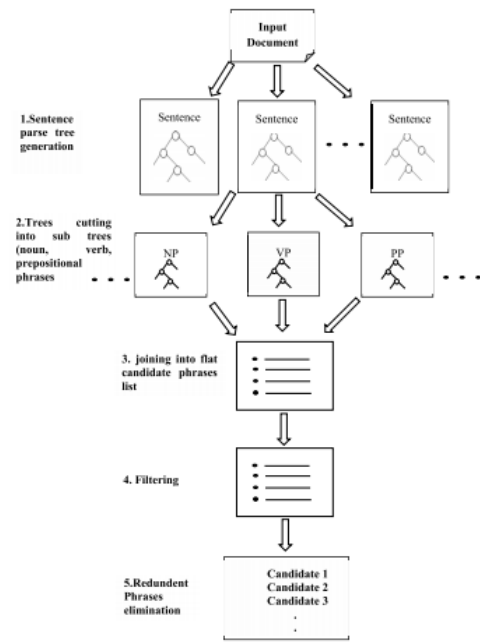 Input
Document
1.Sentence
parse tree
generation
Sentence
Sentence
Sentence
2.Trees cutting
into sub trees
(noun, verb,
prepositional
phrases
NP
VP
PP
3. joining into flat
candidate phrases
list
4. Filtering
5.Redundent
Phrases
elimination
Candidate 1
Candidate 2
Candidate 3